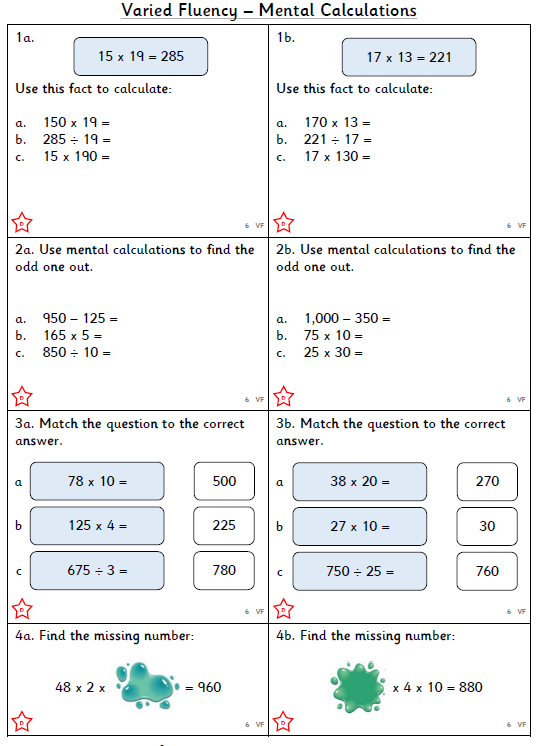 Varied Fluency – Mental Calculations
1a.
15 x 19 = 285
Use this fact to calculate:
a. 150 x 19 =
b. 285 ÷ 19 =
c. 15 x 190 =
D
6 VF
1b.
17 x 13 = 221
Use this fact to calculate:
a. 170 x 13 =
b. 221 ÷ 17 =
c. 17 x 130 =
D
6 VF
2a. Use mental calculations to find the
odd one out.
a. 950 – 125 =
b. 165 x 5 =
c. 850 ÷ 10 =
D
6 VF
2b. Use mental calculations to find the
odd one out.
a. 1,000 – 350 =
b. 75 x 10 =
c. 25 x 30 =
D
6 VF
3a. Match the question to the correct
answer.
a 78 x 10 = 500
b 125 x 4 = 225
c 675 ÷ 3 = 780
D
6 VF
3b. Match the question to the correct
answer.
a 38 x 20 = 270
b 27 x 10 = 30
c 750 ÷ 25 = 760
D
6 VF
4a. Find the missing number:
48 x 2 x = 960
D
6 VF
4b. Find the missing number:
x 4 x 10 = 880
D
6 VF